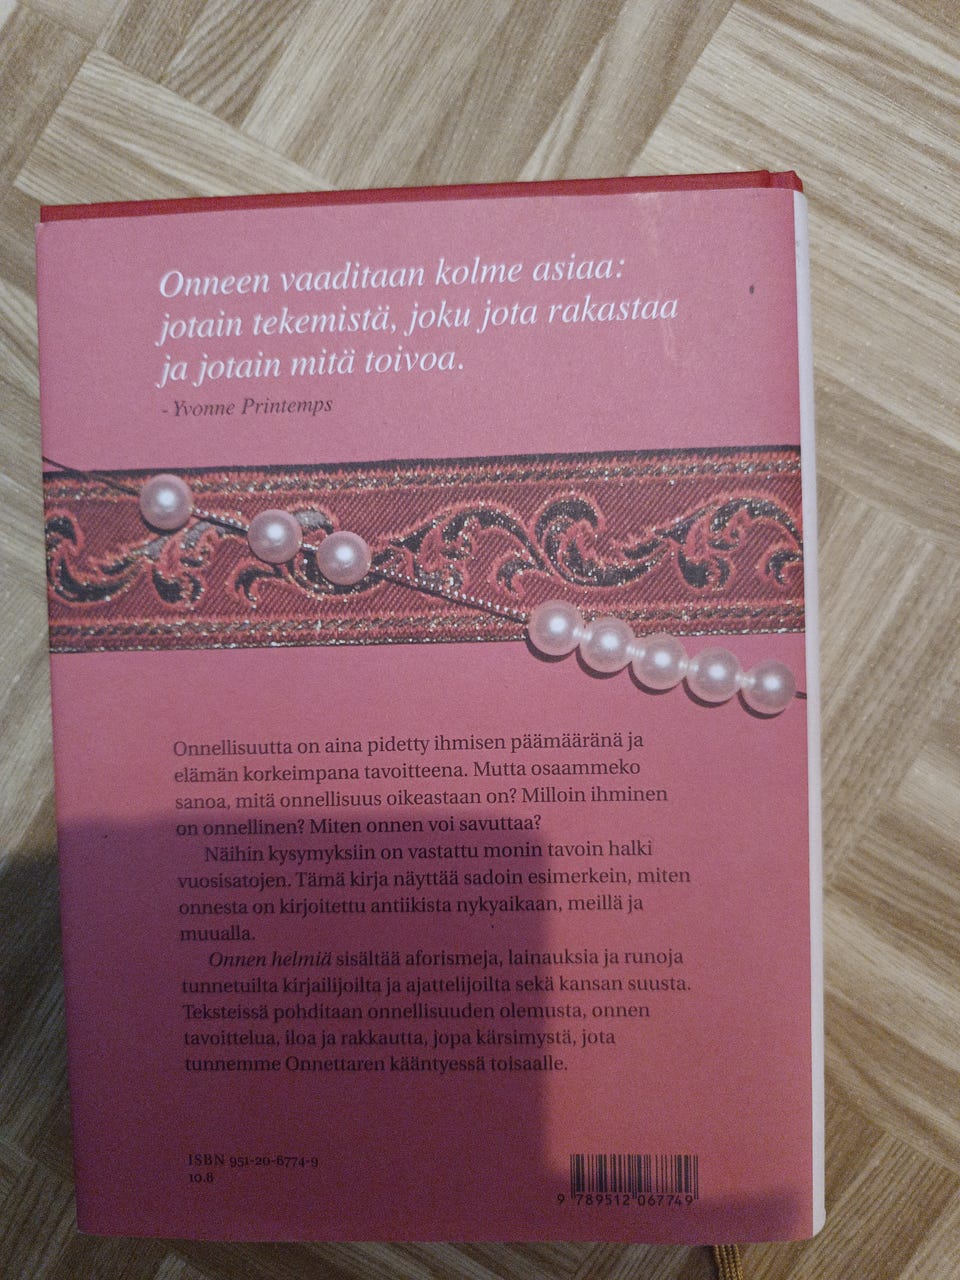 Onneen vaaditaan kolme asiaa:
jotain tekemistä, joku jota rakastaa
ja jotain mitä toivoa.
- Yvonne Printemps
Onnellisuutta on aina pidetty ihmisen päämääränä ja
elämän korkeimpana tavoitteena. Mutta osaammeko
sanoa, mitä onnellisuus oikeastaan on? Milloin ihminen
on onnellinen? Miten onnen voi savuttaa?
Näihin kysymyksiin on vastattu monin tavoin halki
vuosisatojen. Tämä kirja näyttää sadoin esimerkein, miten
onnesta on kirjoitettu antiikista nykyaikaan, meillä ja
muualla.
Onnen helmiä sisältää aforismeja, lainauksia ja runoja
tunnetuilta kirjailijoilta ja ajattelijoilta sekä kansan suusta.
Teksteissä pohditaan onnellisuuden olemusta, onnen
tavoittelua, iloa ja rakkautta, jopa kärsimystä, jota
tunnemme Onnettaren kääntyessä toisaalle.
ISBN 951-20-6774-9
10.8
9 789512 067749